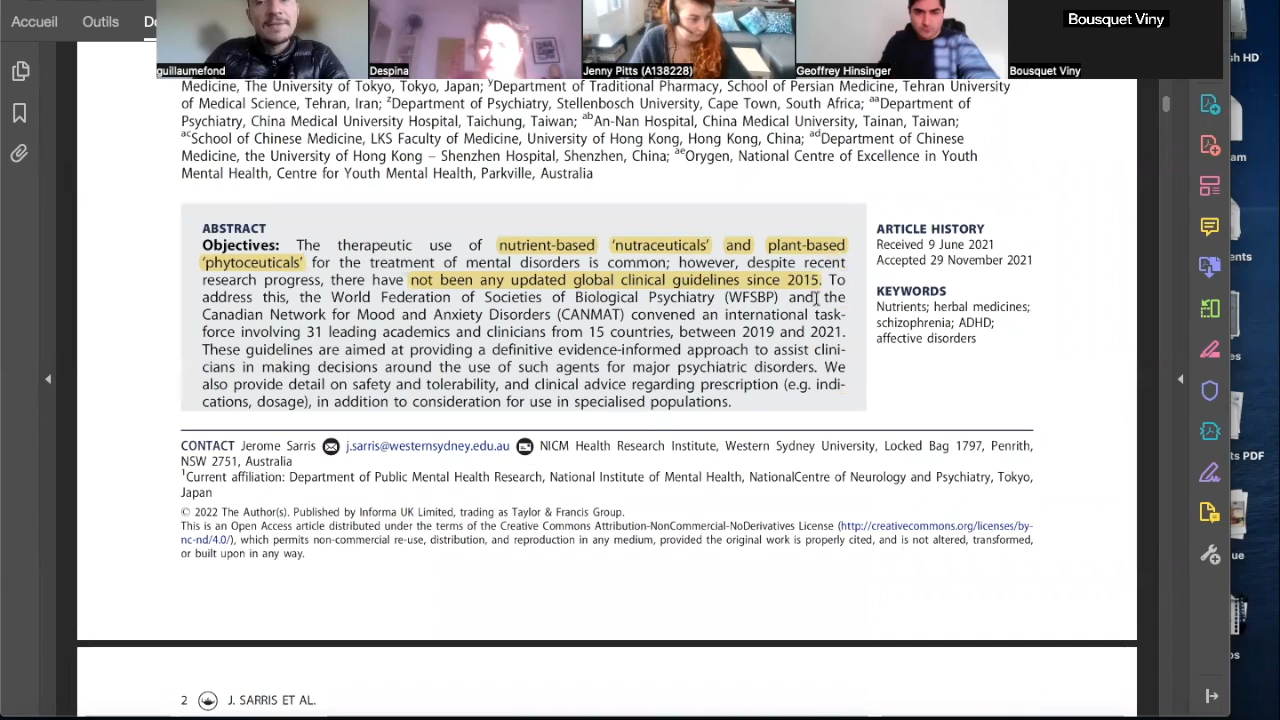 Accueil
Outils
Bousquet Viny
guillaumefond
Despina
Jenny Pitts (A138228)
Geoffrey Hinsinger
Bousquet Viny
Medicine, The University of Tokyo, Tokyo, Japan; yDepartment of Traditional Pharmacy, School of Persian Medicine, Tehran University
of Medical Science, Tehran, Iran; zDepartment of Psychiatry, Stellenbosch University, Cape Town, South Africa; aaDepartment of
Psychiatry, China Medical University Hospital, Taichung, Taiwan; abAn-Nan Hospital, China Medical University, Tainan, Taiwan;
acSchool of Chinese Medicine, LKS Faculty of Medicine, University of Hong Kong, Hong Kong, China; adDepartment of Chinese
Medicine, the University of Hong Kong – Shenzhen Hospital, Shenzhen, China; aeOrygen, National Centre of Excellence in Youth
Mental Health, Centre for Youth Mental Health, Parkville, Australia
ABSTRACT
Objectives: The therapeutic use of nutrient-based 'nutraceuticals' and plant-based
'phytoceuticals' for the treatment of mental disorders is common; however, despite recent
research progress, there have not been any updated global clinical guidelines since 2015. To
address this, the World Federation of Societies of Biological Psychiatry (WFSBP) and the
Canadian Network for Mood and Anxiety Disorders (CANMAT) convened an international task-
force involving 31 leading academics and clinicians from 15 countries, between 2019 and 2021.
These guidelines are aimed at providing a definitive evidence-informed approach to assist clini-
cians in making decisions around the use of such agents for major psychiatric disorders. We
also provide detail on safety and tolerability, and clinical advice regarding prescription (e.g. indi-
cations, dosage), in addition to consideration for use in specialised populations.
ARTICLE HISTORY
Received 9 June 2021
Accepted 29 November 2021
KEYWORDS
Nutrients; herbal medicines;
schizophrenia; ADHD;
affective disorders
CONTACT Jerome Sarris j.sarris@westernsydney.edu.au NICM Health Research Institute, Western Sydney University, Locked Bag 1797, Penrith,
NSW 2751, Australia
1Current affiliation: Department of Public Mental Health Research, National Institute of Mental Health, NationalCentre of Neurology and Psychiatry, Tokyo,
Japan
© 2022 The Author(s). Published by Informa UK Limited, trading as Taylor & Francis Group.
This is an Open Access article distributed under the terms of the Creative Commons Attribution-NonCommercial-NoDerivatives License (http://creativecommons.org/licenses/by-
nc-nd/4.0/), which permits non-commercial re-use, distribution, and reproduction in any medium, provided the original work is properly cited, and is not altered, transformed,
or built upon in any way.
2 J. SARRIS ET AL.